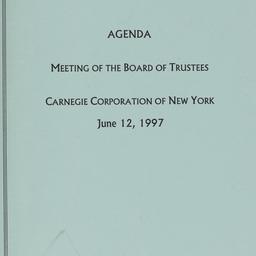 AGENDA
MEETING OF THE BOARD OF TRUSTEES
CARNEGIE CORPORATION OF NEW YORK
June 12, 1997